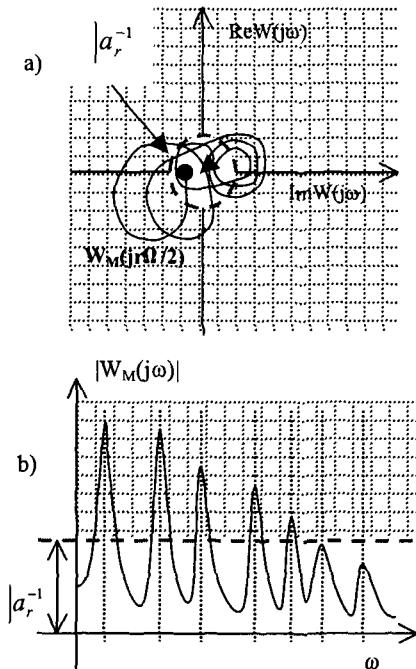 ReW(jω)
|a_r^{-1}|
a)
ImW(jω)
W_M(jrΩ/2)
|W_M(jω)|
b)
|a_r^{-1}|
ω